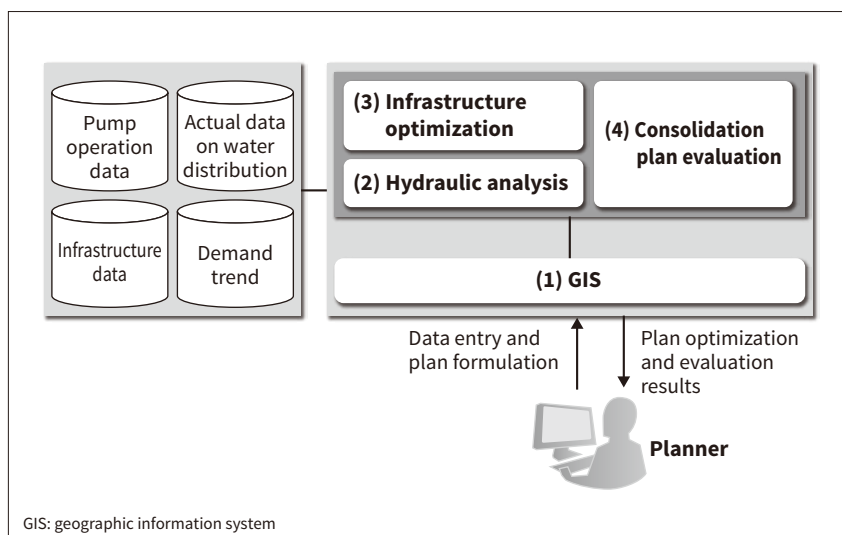 Pump
operation
data
Actual data
on water
distribution
Infrastructure
data
Demand
trend
(3) Infrastructure
optimization
(2) Hydraulic analysis
(4) Consolidation
plan evaluation
(1) GIS
Data entry and
plan formulation
Plan optimization
and evaluation
results
Planner
GIS: geographic information system